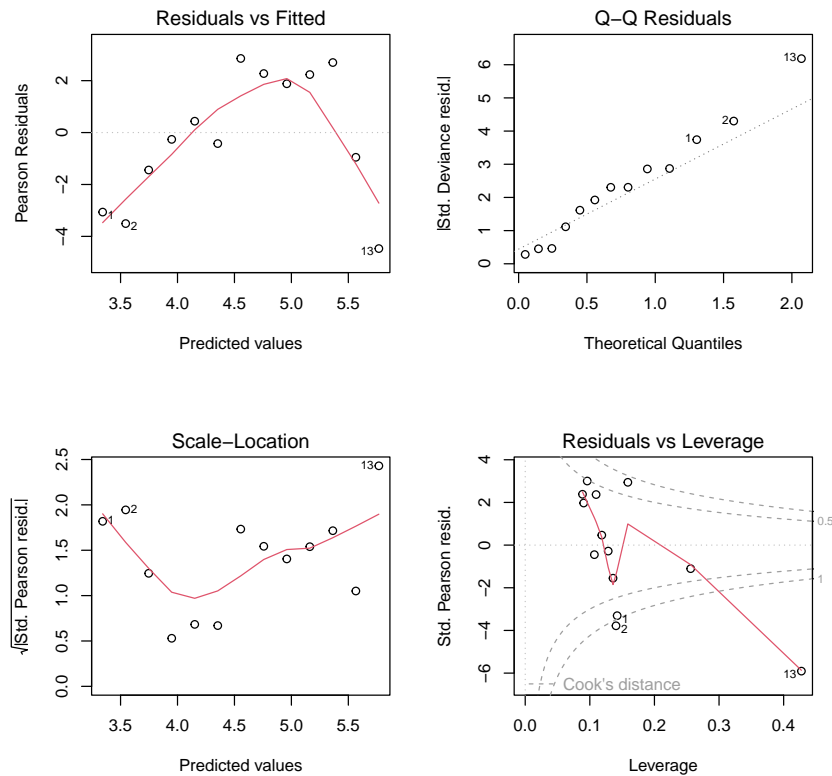 Residuals vs Fitted
Pearson Residuals
2
0
−2
−4
1
2
13
3.5 4.0 4.5 5.0 5.5
Predicted values
Q−Q Residuals
|Std. Deviance resid.|
6
5
4
3
2
1
0
13
2
1
0.0 0.5 1.0 1.5 2.0
Theoretical Quantiles
Scale−Location
√|Std. Pearson resid.|
2.5
2.0
1.5
1.0
0.5
0.0
13
2
1
3.5 4.0 4.5 5.0 5.5
Predicted values
Residuals vs Leverage
Std. Pearson resid.
4
2
0
−2
−4
−6
0.5
1
1
2
13
Cook's distance
0.0 0.1 0.2 0.3 0.4
Leverage